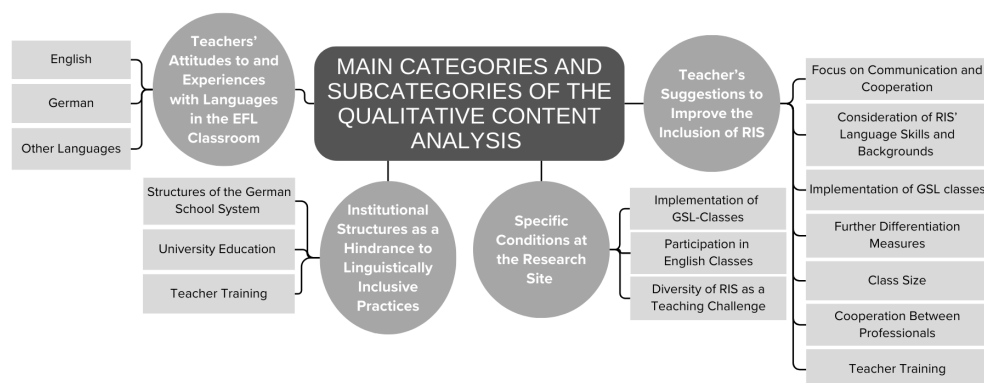 MAIN CATEGORIES AND
SUBCATEGORIES OF THE
QUALITATIVE CONTENT
ANALYSIS
Teachers'
Attitudes to and
Experiences
with Languages
in the EFL
Classroom
English
German
Other Languages
Institutional
Structures as a
Hindrance to
Linguistically
Inclusive
Practices
Structures of the German
School System
University Education
Teacher Training
Specific
Conditions at
the Research
Site
Implementation of
GSL-Classes
Participation in
English Classes
Diversity of RIS as a
Teaching Challenge
Teacher's
Suggestions to
Improve the
Inclusion of RIS
Focus on Communication and
Cooperation
Consideration of RIS'
Language Skills and
Backgrounds
Implementation of GSL classes
Further Differentiation
Measures
Class Size
Cooperation Between
Professionals
Teacher Training